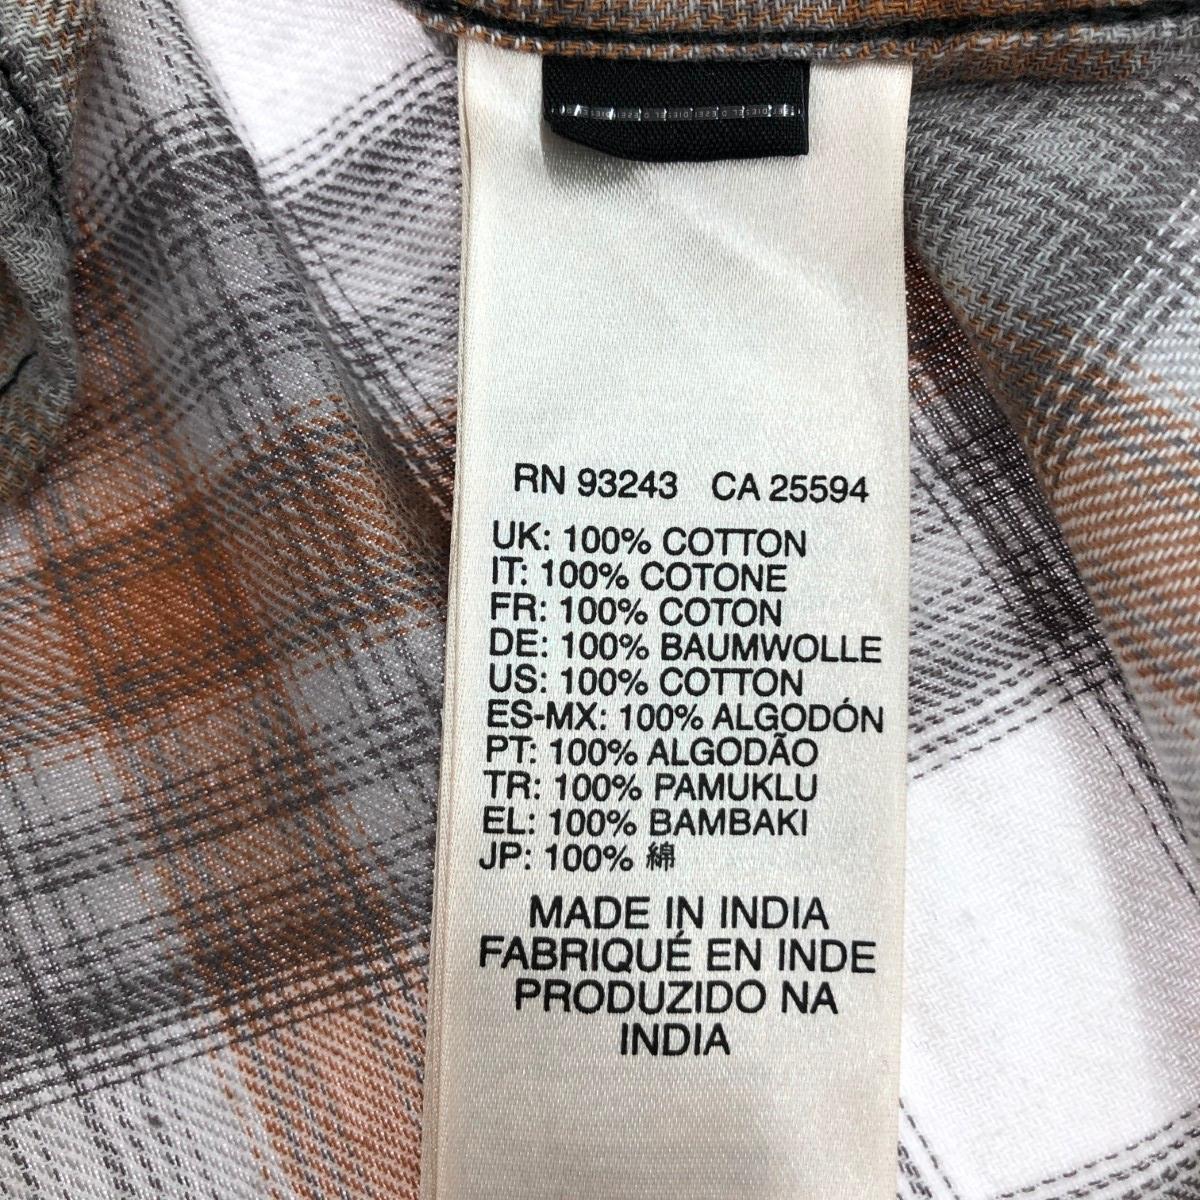 RN 93243 CA 25594
UK: 100% COTTON
IT: 100% COTONE
FR: 100% COTON
DE: 100% BAUMWOLLE
US: 100% COTTON
ES-MX: 100% ALGODÓN
PT: 100% ALGODÃO
TR: 100% PAMUKLU
EL: 100% BAMBAKI
JP: 100% 綿
MADE IN INDIA
FABRIQUÉ EN INDE
PRODUZIDO NA
INDIA